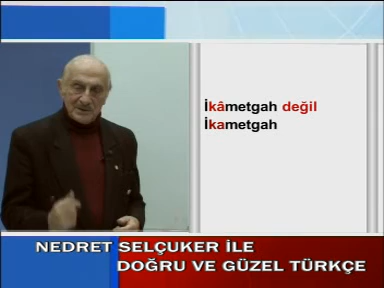 İkâmetgah değil
İkametgah
NEDRET SELÇUKER İLE
DOĞRU VE GÜZEL TÜRKÇE